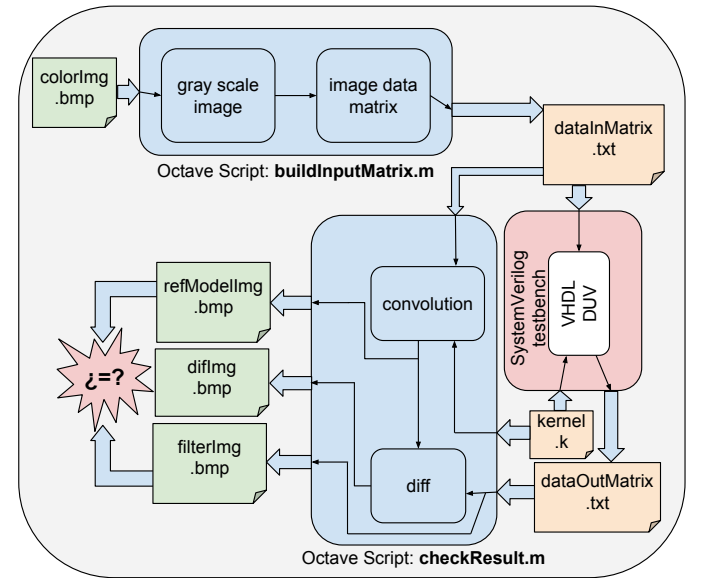 colorImg
.bmp
gray scale
image
image data
matrix
dataInMatrix
.txt
Octave Script: buildInputMatrix.m
SystemVerilog
testbench
VHDL
DUV
refModelImg
.bmp
convolution
¿=?
difImg
.bmp
kernel
.k
filterImg
.bmp
diff
dataOutMatrix
.txt
Octave Script: checkResult.m